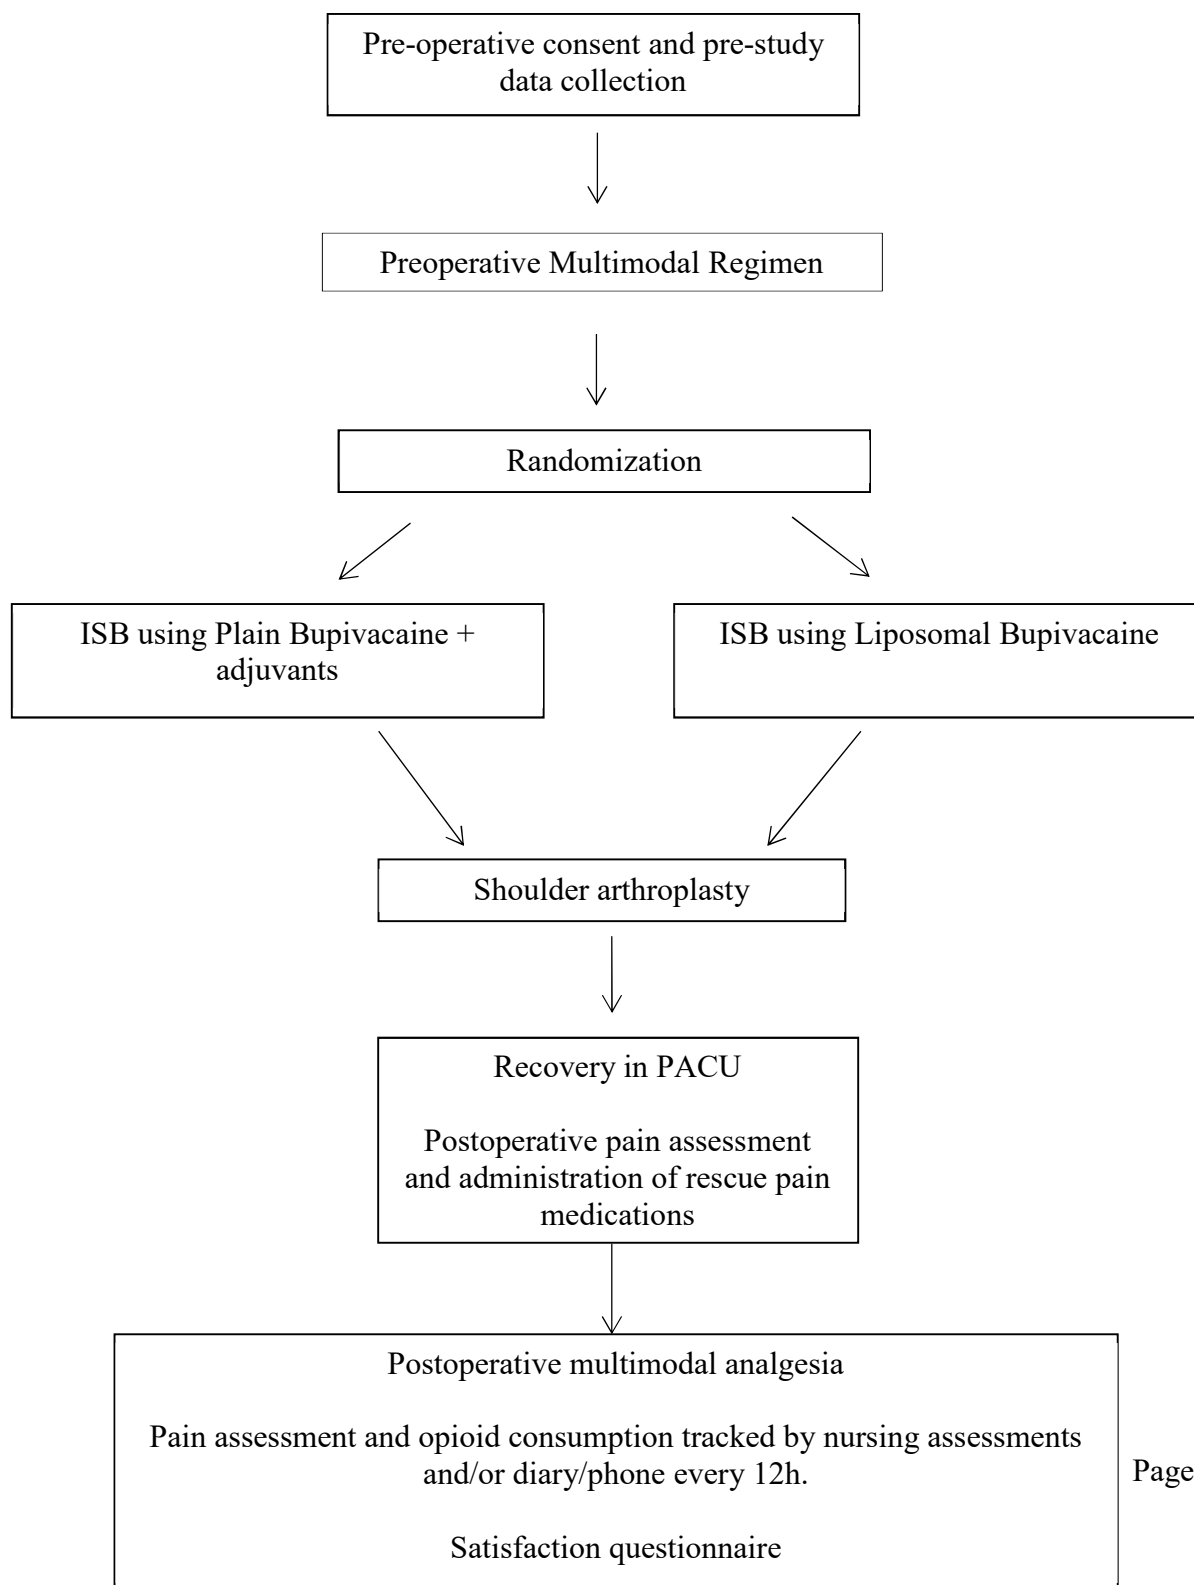 Pre-operative consent and pre-study
data collection
Preoperative Multimodal Regimen
Randomization
ISB using Plain Bupivacaine +
adjuvants
ISB using Liposomal Bupivacaine
Shoulder arthroplasty
Recovery in PACU
Postoperative pain assessment
and administration of rescue pain
medications
Postoperative multimodal analgesia
Pain assessment and opioid consumption tracked by nursing assessments
and/or diary/phone every 12h.
Page
Satisfaction questionnaire